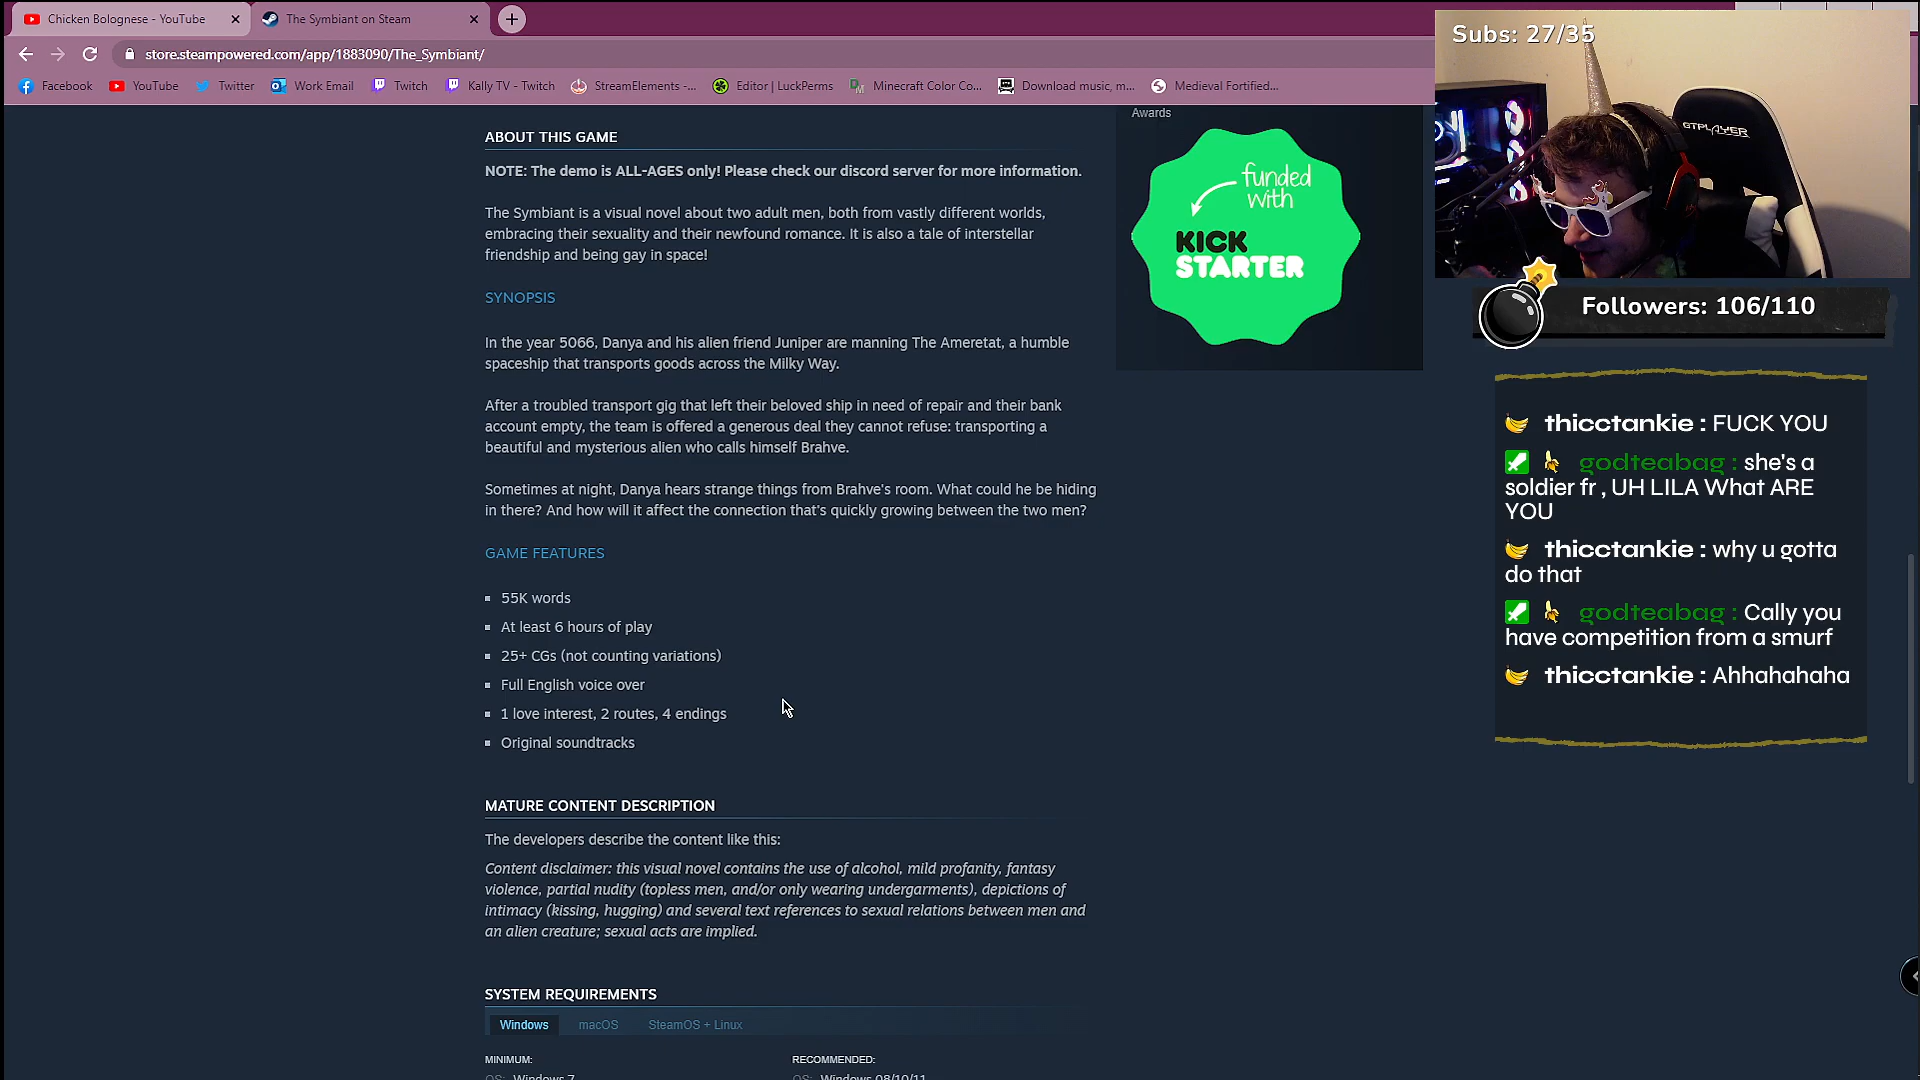 Chicken Bolognese - YouTube
The Symbiant on Steam
store.steampowered.com/app/1883090/The_Symbiant/
Facebook
YouTube
Twitter
Work Email
Twitch
Kally TV - Twitch
StreamElements -...
Editor | LuckPerms
Minecraft Color Co...
Download music, m...
Medieval Fortified...
Subs: 27/35
GTPLAYER
ABOUT THIS GAME
NOTE: The demo is ALL-AGES only! Please check our discord server for more information.
The Symbiant is a visual novel about two adult men, both from vastly different worlds,
embracing their sexuality and their newfound romance. It is also a tale of interstellar
friendship and being gay in space!
SYNOPSIS
In the year 5066, Danya and his alien friend Juniper are manning The Ameretat, a humble
spaceship that transports goods across the Milky Way.
After a troubled transport gig that left their beloved ship in need of repair and their bank
account empty, the team is offered a generous deal they cannot refuse: transporting a
beautiful and mysterious alien who calls himself Brahve.
Sometimes at night, Danya hears strange things from Brahve's room. What could he be hiding
in there? And how will it affect the connection that's quickly growing between the two men?
GAME FEATURES
55K words
At least 6 hours of play
25+ CGs (not counting variations)
Full English voice over
1 love interest, 2 routes, 4 endings
Original soundtracks
MATURE CONTENT DESCRIPTION
The developers describe the content like this:
Content disclaimer: this visual novel contains the use of alcohol, mild profanity, fantasy
violence, partial nudity (topless men, and/or only wearing undergarments), depictions of
intimacy (kissing, hugging) and several text references to sexual relations between men and
an alien creature; sexual acts are implied.
SYSTEM REQUIREMENTS
Windows
macOS
SteamOS + Linux
MINIMUM:
RECOMMENDED:
OS: Windows 7
OS: Windows 08/10/11
Awards
funded
with
KICK
STARTER
Followers: 106/110
thicctankie : FUCK YOU
godteabag : she's a
soldier fr , UH LILA What ARE
YOU
thicctankie : why u gotta
do that
godteabag : Cally you
have competition from a smurf
thicctankie : Ahhahahaha